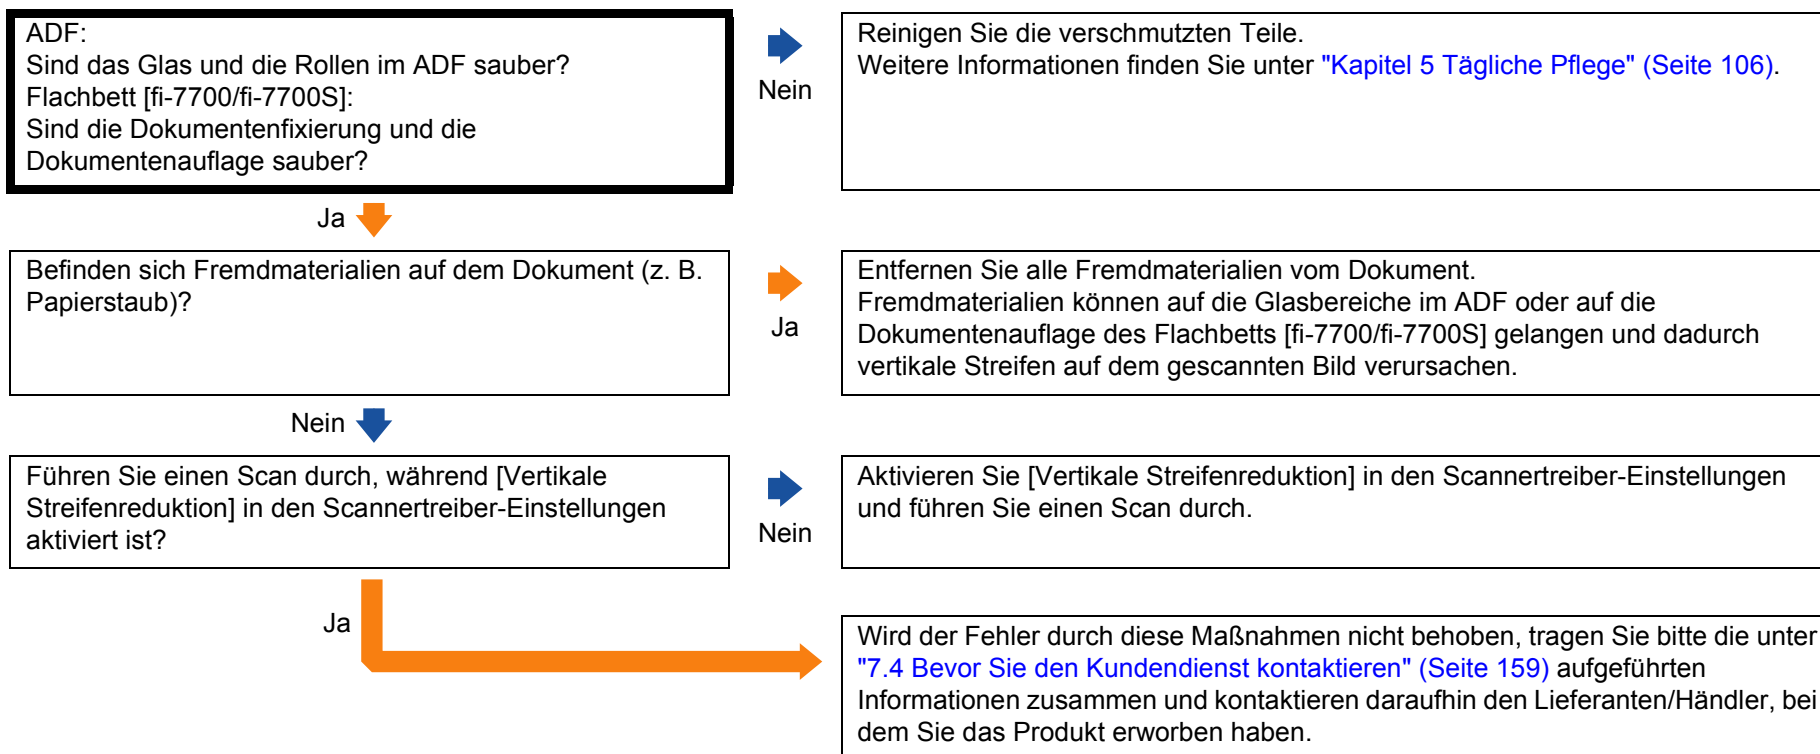 ADF:
Sind das Glas und die Rollen im ADF sauber?
Flachbett [fi-7700/fi-7700S]:
Sind die Dokumentenfixierung und die
Dokumentenauflage sauber?
Nein
Reinigen Sie die verschmutzten Teile.
Weitere Informationen finden Sie unter "Kapitel 5 Tägliche Pflege" (Seite 106).
Ja
Befinden sich Fremdmaterialien auf dem Dokument (z. B.
Papierstaub)?
Ja
Entfernen Sie alle Fremdmaterialien vom Dokument.
Fremdmaterialien können auf die Glasbereiche im ADF oder auf die
Dokumentenauflage des Flachbetts [fi-7700/fi-7700S] gelangen und dadurch
vertikale Streifen auf dem gescannten Bild verursachen.
Nein
Führen Sie einen Scan durch, während [Vertikale
Streifenreduktion] in den Scannertreiber-Einstellungen
aktiviert ist?
Nein
Aktivieren Sie [Vertikale Streifenreduktion] in den Scannertreiber-Einstellungen
und führen Sie einen Scan durch.
Ja
Wird der Fehler durch diese Maßnahmen nicht behoben, tragen Sie bitte die unter
"7.4 Bevor Sie den Kundendienst kontaktieren" (Seite 159) aufgeführten
Informationen zusammen und kontaktieren daraufhin den Lieferanten/Händler, bei
dem Sie das Produkt erworben haben.